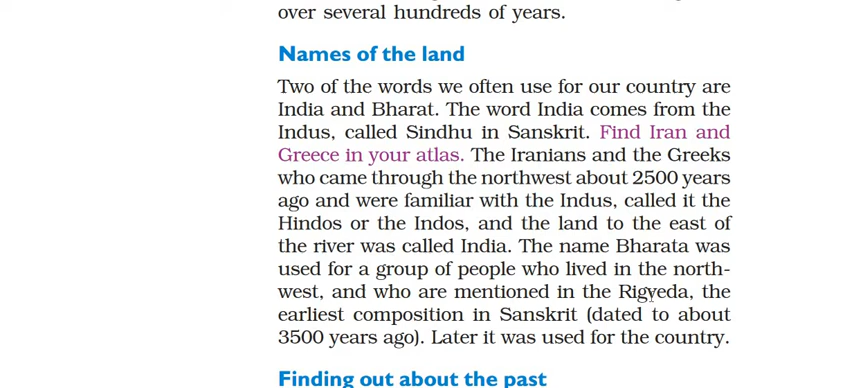 over several hundreds of years.
Names of the land
Two of the words we often use for our country are
India and Bharat. The word India comes from the
Indus, called Sindhu in Sanskrit. Find Iran and
Greece in your atlas. The Iranians and the Greeks
who came through the northwest about 2500 years
ago and were familiar with the Indus, called it the
Hindos or the Indos, and the land to the east of
the river was called India. The name Bharata was
used for a group of people who lived in the north-
west, and who are mentioned in the Rigveda, the
earliest composition in Sanskrit (dated to about
3500 years ago). Later it was used for the country.
Finding out about the past